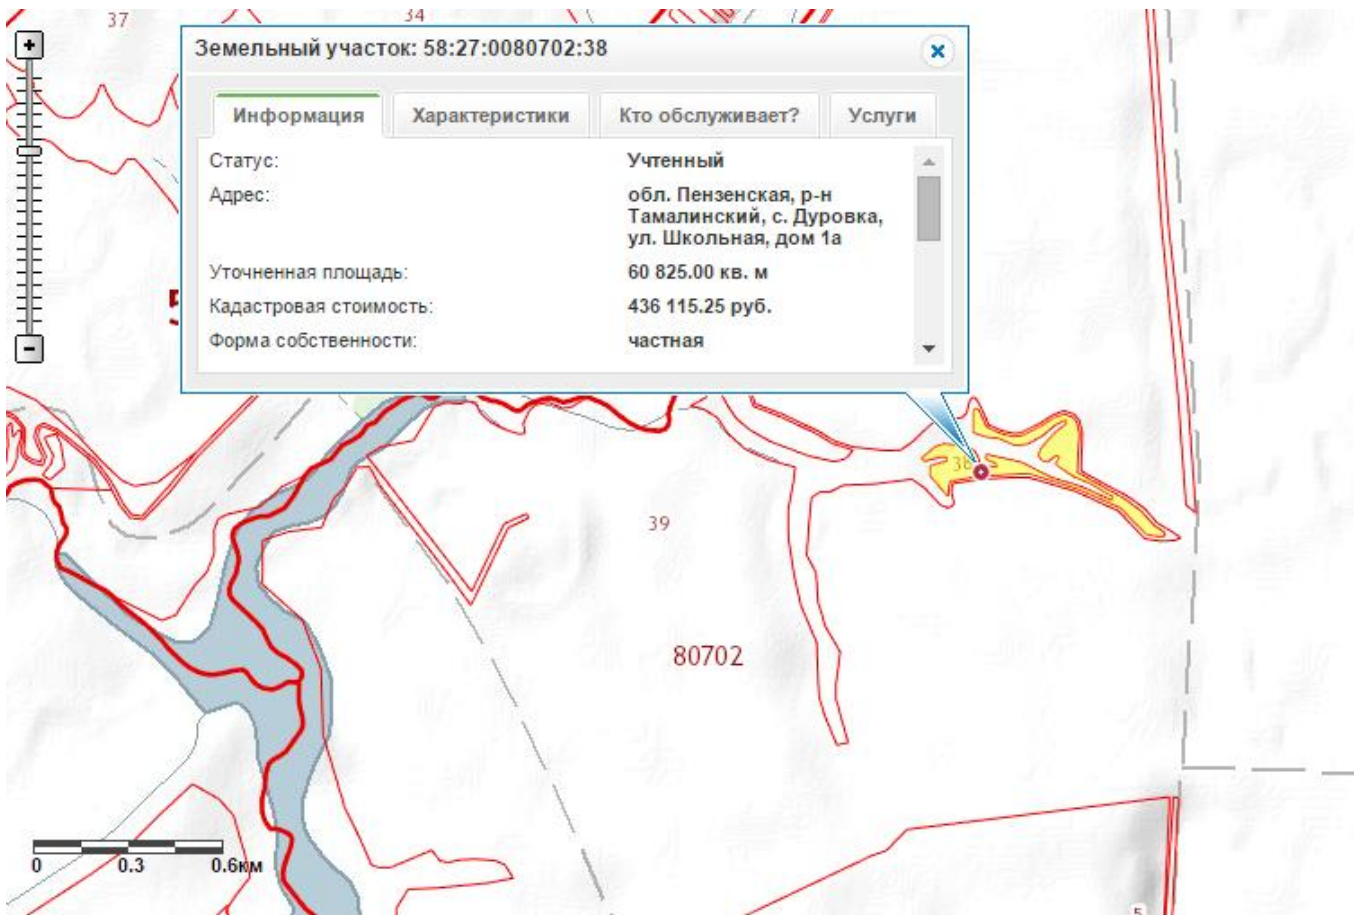 37
34
Земельный участок: 58:27:0080702:38
Информация
Характеристики
Кто обслуживает?
Услуги
Статус:
Учтенный
Адрес:
обл. Пензенская, р-н
Тамалинский, с. Дуровка,
ул. Школьная, дом 1а
Уточненная площадь:
60 825.00 кв. м
Кадастровая стоимость:
436 115.25 руб.
Форма собственности:
частная
38
39
80702
0
0.3
0.6км
5